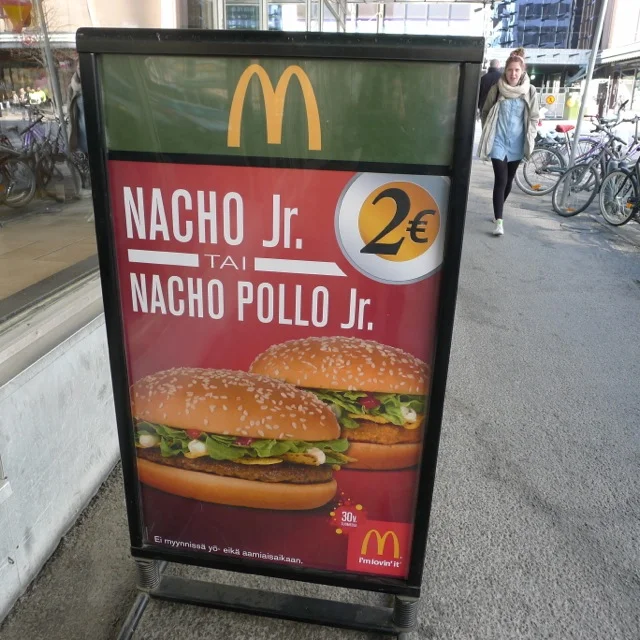 NACHO Jr.
2€
TAI
NACHO POLLO Jr.
30v.
Ei myynnissä yö- eikä aamiaisaikaan.
i'm lovin' it